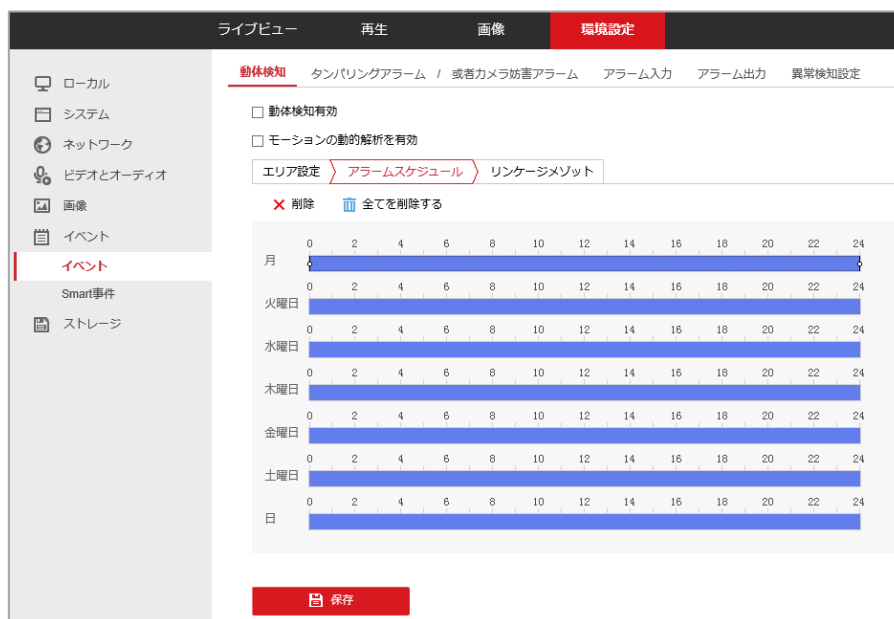 ライブビュー 再生 画像 環境設定
ローカル
システム
ネットワーク
ビデオとオーディオ
画像
イベント
イベント
Smart事件
ストレージ
動体検知 タンパリングアラーム / 或者カメラ妨害アラーム アラーム入力 アラーム出力 異常検知設定
動体検知有効
モーションの動的解析を有効
エリア設定 アラームスケジュール リンケージメゾット
削除 全てを削除する
0 2 4 6 8 10 12 14 16 18 20 22 24
月
0 2 4 6 8 10 12 14 16 18 20 22 24
火曜日
0 2 4 6 8 10 12 14 16 18 20 22 24
水曜日
0 2 4 6 8 10 12 14 16 18 20 22 24
木曜日
0 2 4 6 8 10 12 14 16 18 20 22 24
金曜日
0 2 4 6 8 10 12 14 16 18 20 22 24
土曜日
0 2 4 6 8 10 12 14 16 18 20 22 24
日
保存